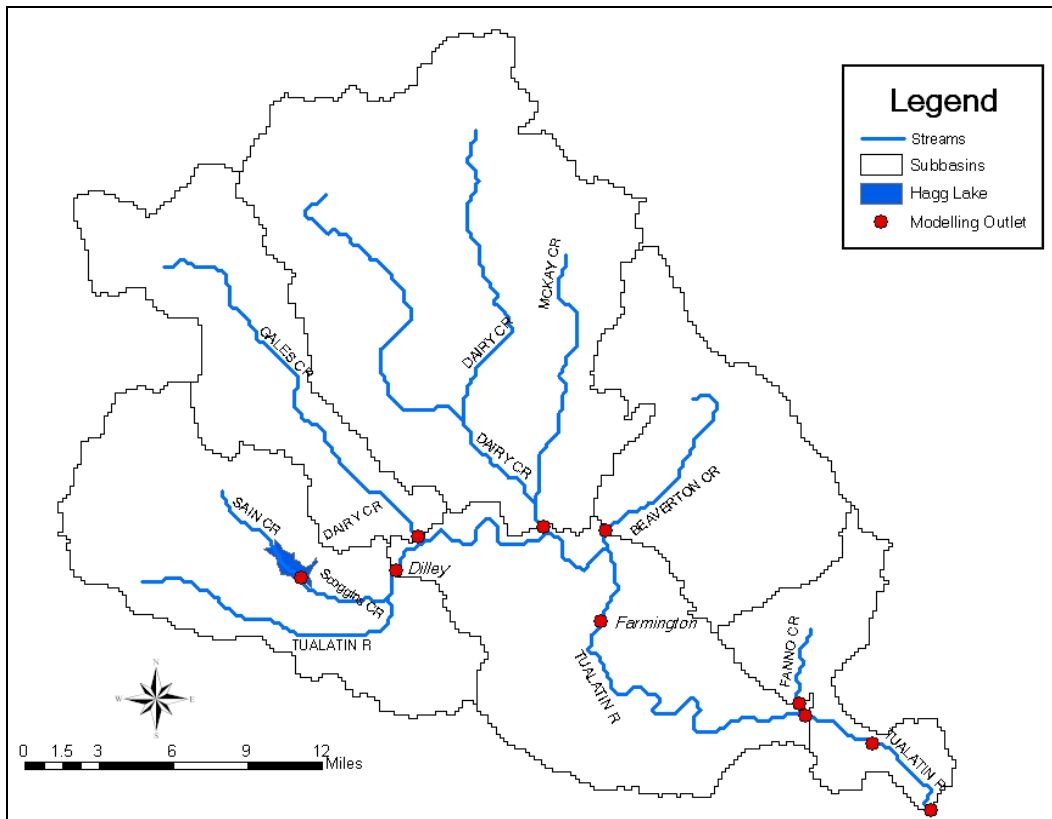 Legend
Streams
Subbasins
Hagg Lake
Modelling Outlet
MCKAY CR
GALES CR
DAIRY CR
DAIRY CR
BEAVERTON CR
SAIN CR
DAIRY CR
Dilley
Scoggins CR
TUALATIN R
Farmington
TUALATIN R
FANNO CR
TUALATIN R
N
W E
S
0 1.5 3 6 9 12
Miles